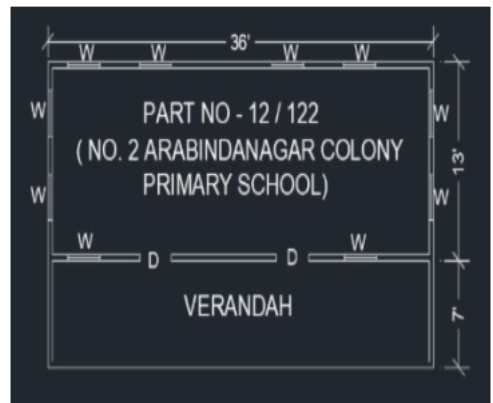 36'
W W W W
W W
PART NO - 12 / 122
( NO. 2 ARABINDANAGAR COLONY
PRIMARY SCHOOL)
13'
W W
W W
D D
VERANDAH
7'